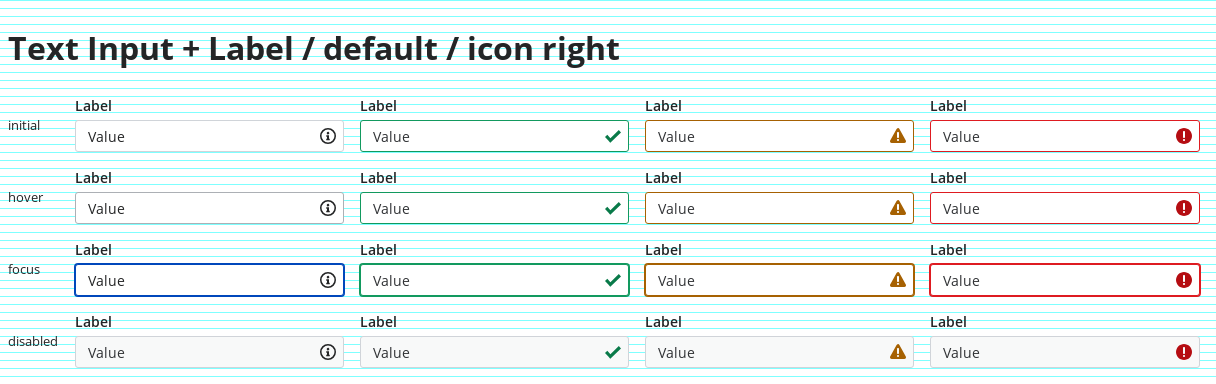 Text Input + Label / default / icon right
Label Label Label Label
initial Value Value Value Value
Label Label Label Label
hover Value Value Value Value
Label Label Label Label
focus Value Value Value Value
Label Label Label Label
disabled Value Value Value Value